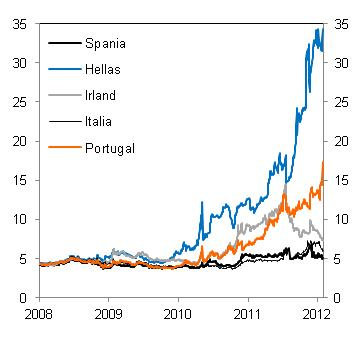 35 35
30 Spania 30
Hellas
25 Irland 25
20 Italia 20
Portugal
15 15
10 10
5 5
0 0
2008 2009 2010 2011 2012